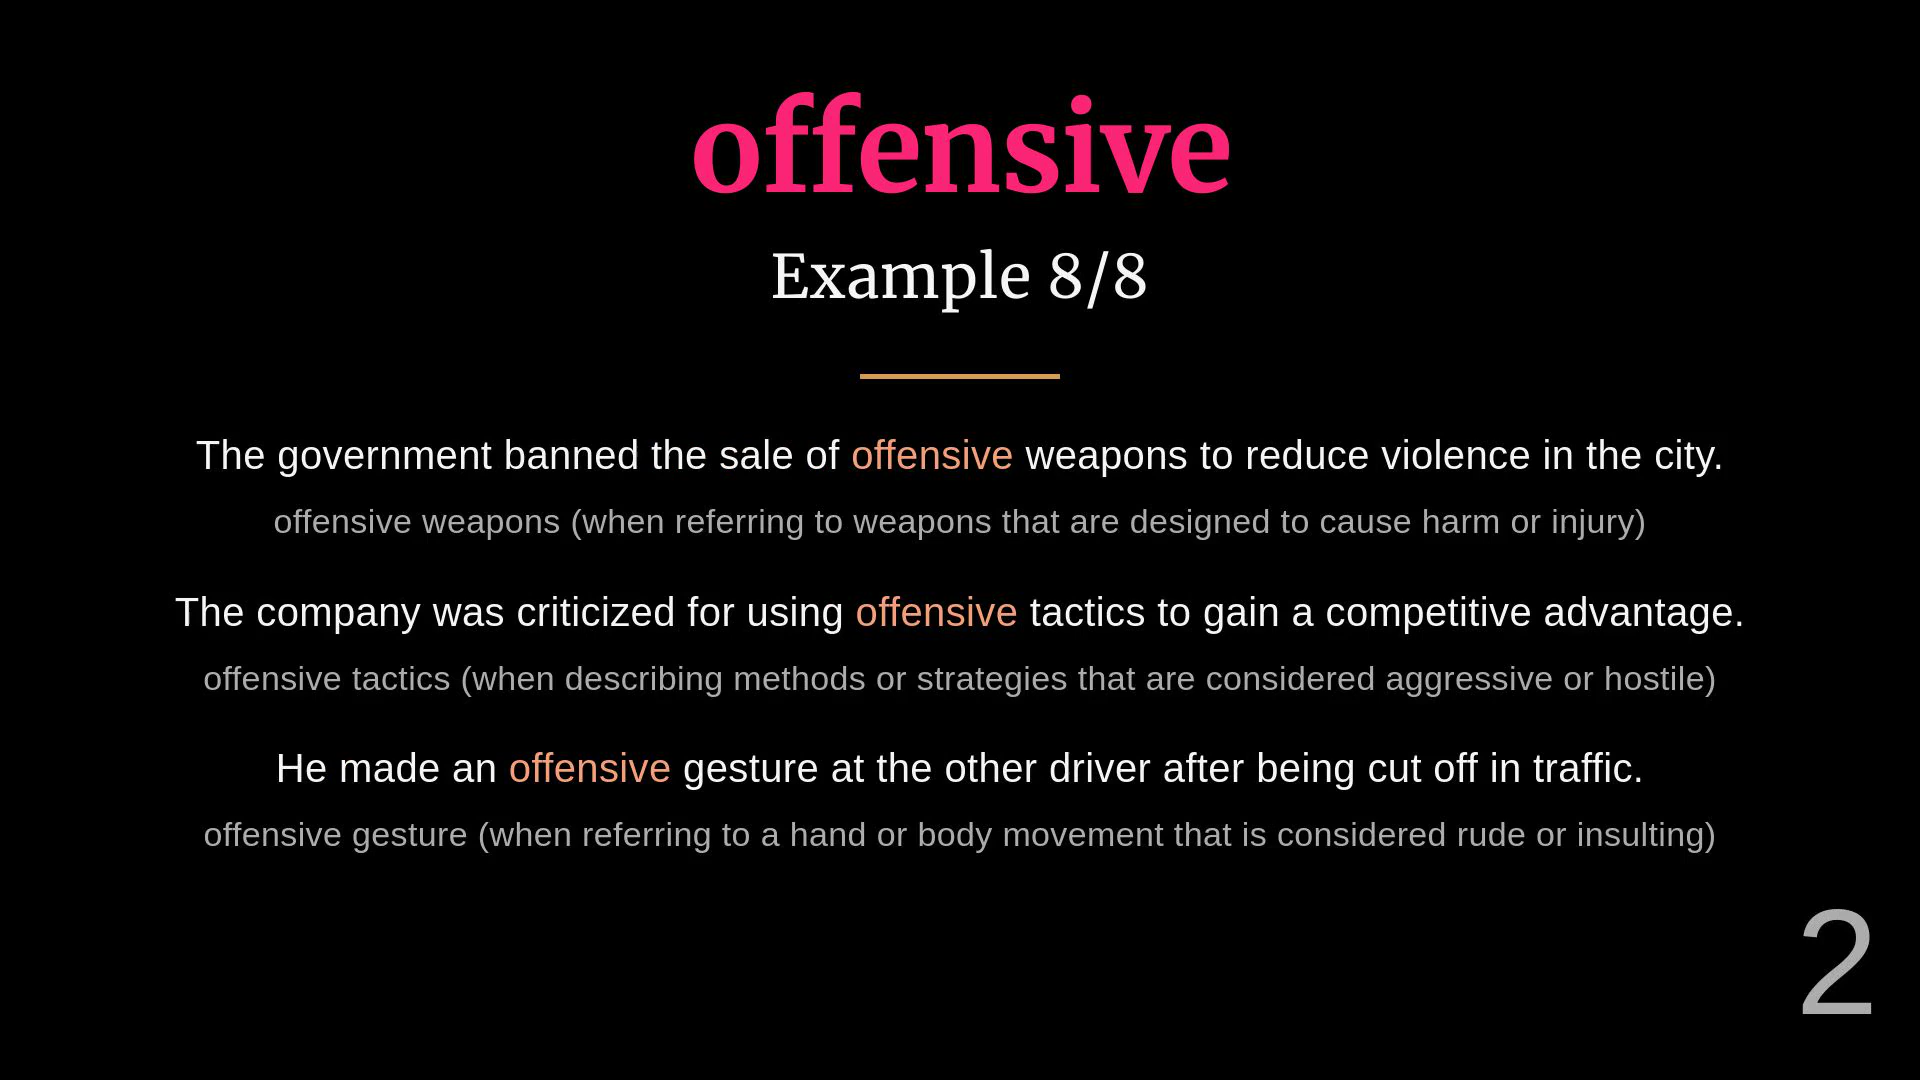 offensive
Example 8/8
The government banned the sale of offensive weapons to reduce violence in the city.
offensive weapons (when referring to weapons that are designed to cause harm or injury)
The company was criticized for using offensive tactics to gain a competitive advantage.
offensive tactics (when describing methods or strategies that are considered aggressive or hostile)
He made an offensive gesture at the other driver after being cut off in traffic.
offensive gesture (when referring to a hand or body movement that is considered rude or insulting)
2